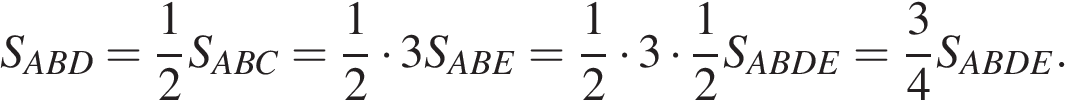 $S_{ABD} = \frac{1}{2} S_{ABC} = \frac{1}{2} \cdot 3S_{ABE} = \frac{1}{2} \cdot 3 \cdot \frac{1}{2} S_{ABDE} = \frac{3}{4} S_{ABDE}.$